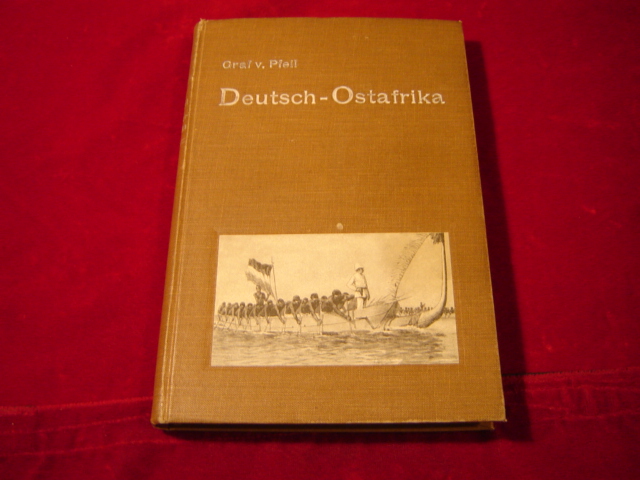 Graf v. Pfeil
Deutsch-Ostafrika